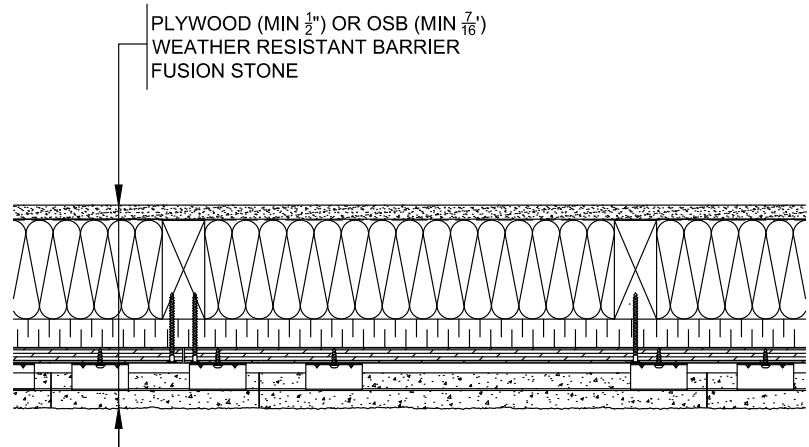 PLYWOOD (MIN 1/2") OR OSB (MIN 7/16')
WEATHER RESISTANT BARRIER
FUSION STONE